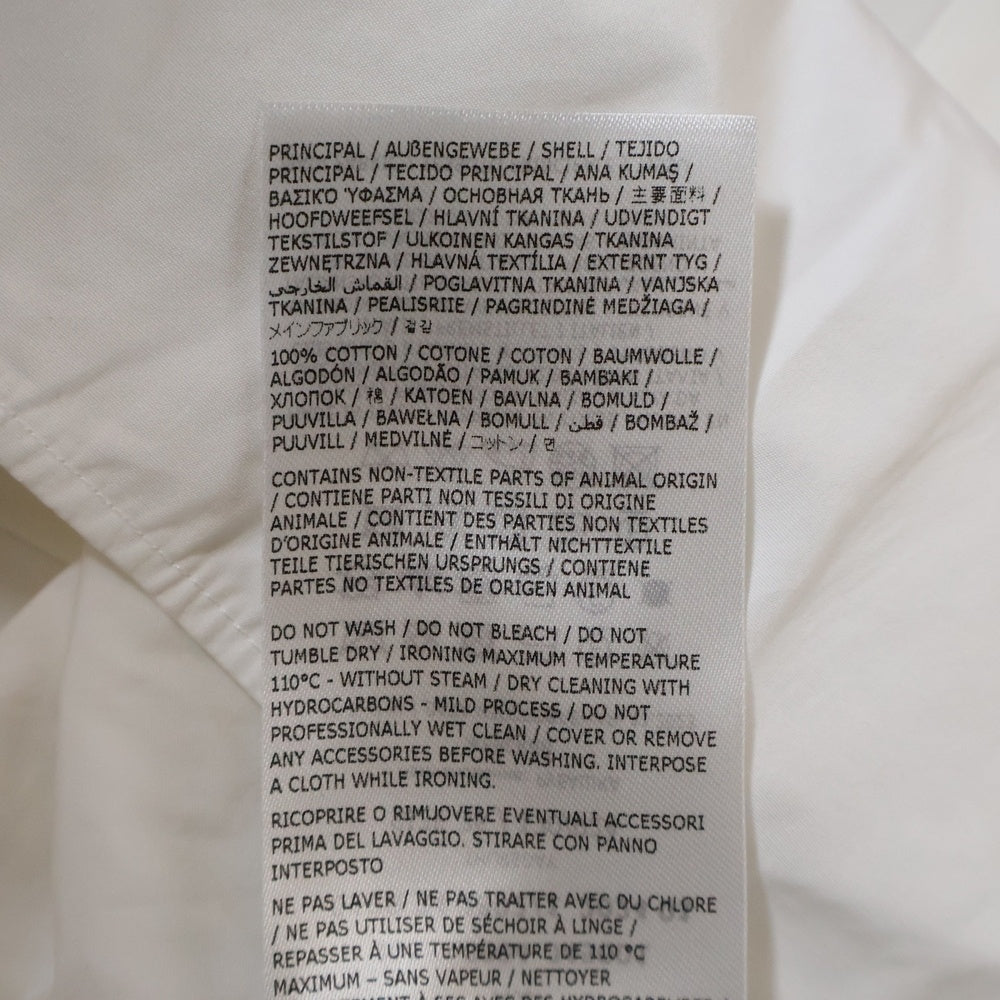 PRINCIPAL / AUßENGEWEBE / SHELL / TEJIDO
PRINCIPAL / TECIDO PRINCIPAL / ANA KUMAŞ /
ΒΑΣΙΚΌ ΎΦΑΣΜΑ / ОСНОВНАЯ ТКАНЬ / 主要面料 /
HOOFDWEEFSEL / HLAVNÍ TKANINA / UDVENDIGT
TEKSTILSTOF / ULKOINEN KANGAS / TKANINA
ZEWNĘTRZNA / HLAVNÁ TEXTÍLIA / EXTERNT TYG /
القماش الخارجي / POGLAVITNA TKANINA / VANJSKA
TKANINA / PEALISRIIE / PAGRINDINĖ MEDŽIAGA /
メインファブリック / 겉감
100% COTTON / COTONE / COTON / BAUMWOLLE /
ALGODÓN / ALGODÃO / PAMUK / ΒΑΜΒΆΚΙ /
ХЛОПОК / 棉 / KATOEN / BAVLNA / BOMULD /
PUUVILLA / BAWEŁNA / BOMULL / قطن / BOMBAŽ /
PUUVILL / MEDVILNĖ / コットン / 면
CONTAINS NON-TEXTILE PARTS OF ANIMAL ORIGIN
/ CONTIENE PARTI NON TESSILI DI ORIGINE
ANIMALE / CONTIENT DES PARTIES NON TEXTILES
D'ORIGINE ANIMALE / ENTHÄLT NICHTTEXTILE
TEILE TIERISCHEN URSPRUNGS / CONTIENE
PARTES NO TEXTILES DE ORIGEN ANIMAL
DO NOT WASH / DO NOT BLEACH / DO NOT
TUMBLE DRY / IRONING MAXIMUM TEMPERATURE
110°C - WITHOUT STEAM / DRY CLEANING WITH
HYDROCARBONS - MILD PROCESS / DO NOT
PROFESSIONALLY WET CLEAN / COVER OR REMOVE
ANY ACCESSORIES BEFORE WASHING. INTERPOSE
A CLOTH WHILE IRONING.
RICOPRIRE O RIMUOVERE EVENTUALI ACCESSORI
PRIMA DEL LAVAGGIO. STIRARE CON PANNO
INTERPOSTO
NE PAS LAVER / NE PAS TRAITER AVEC DU CHLORE
/ NE PAS UTILISER DE SÉCHOIR À LINGE /
REPASSER À UNE TEMPÉRATURE DE 110 °C
MAXIMUM – SANS VAPEUR / NETTOYER